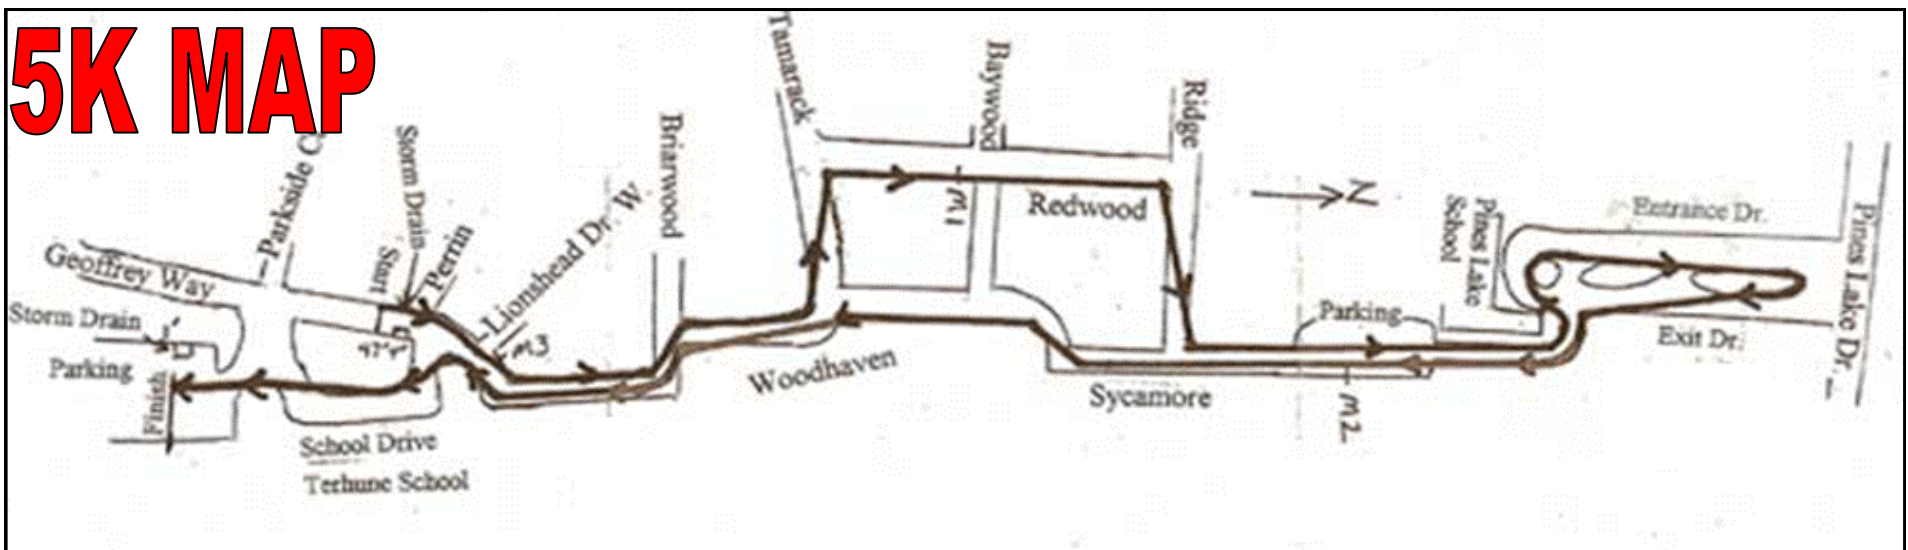 5K MAP
Tamarack
Baywood
Ridge
Briarwood
Storm Drain
Parkside
Perrin
Start
Lionshead Dr. W.
Geoffrey Way
Storm Drain
Parking
Finish
School Drive
Terhune School
M3
Woodhaven
M1
Redwood
N
Sycamore
M2
Parking
Pines Lake
School
Entrance Dr.
Exit Dr.
Pines Lake Dr.